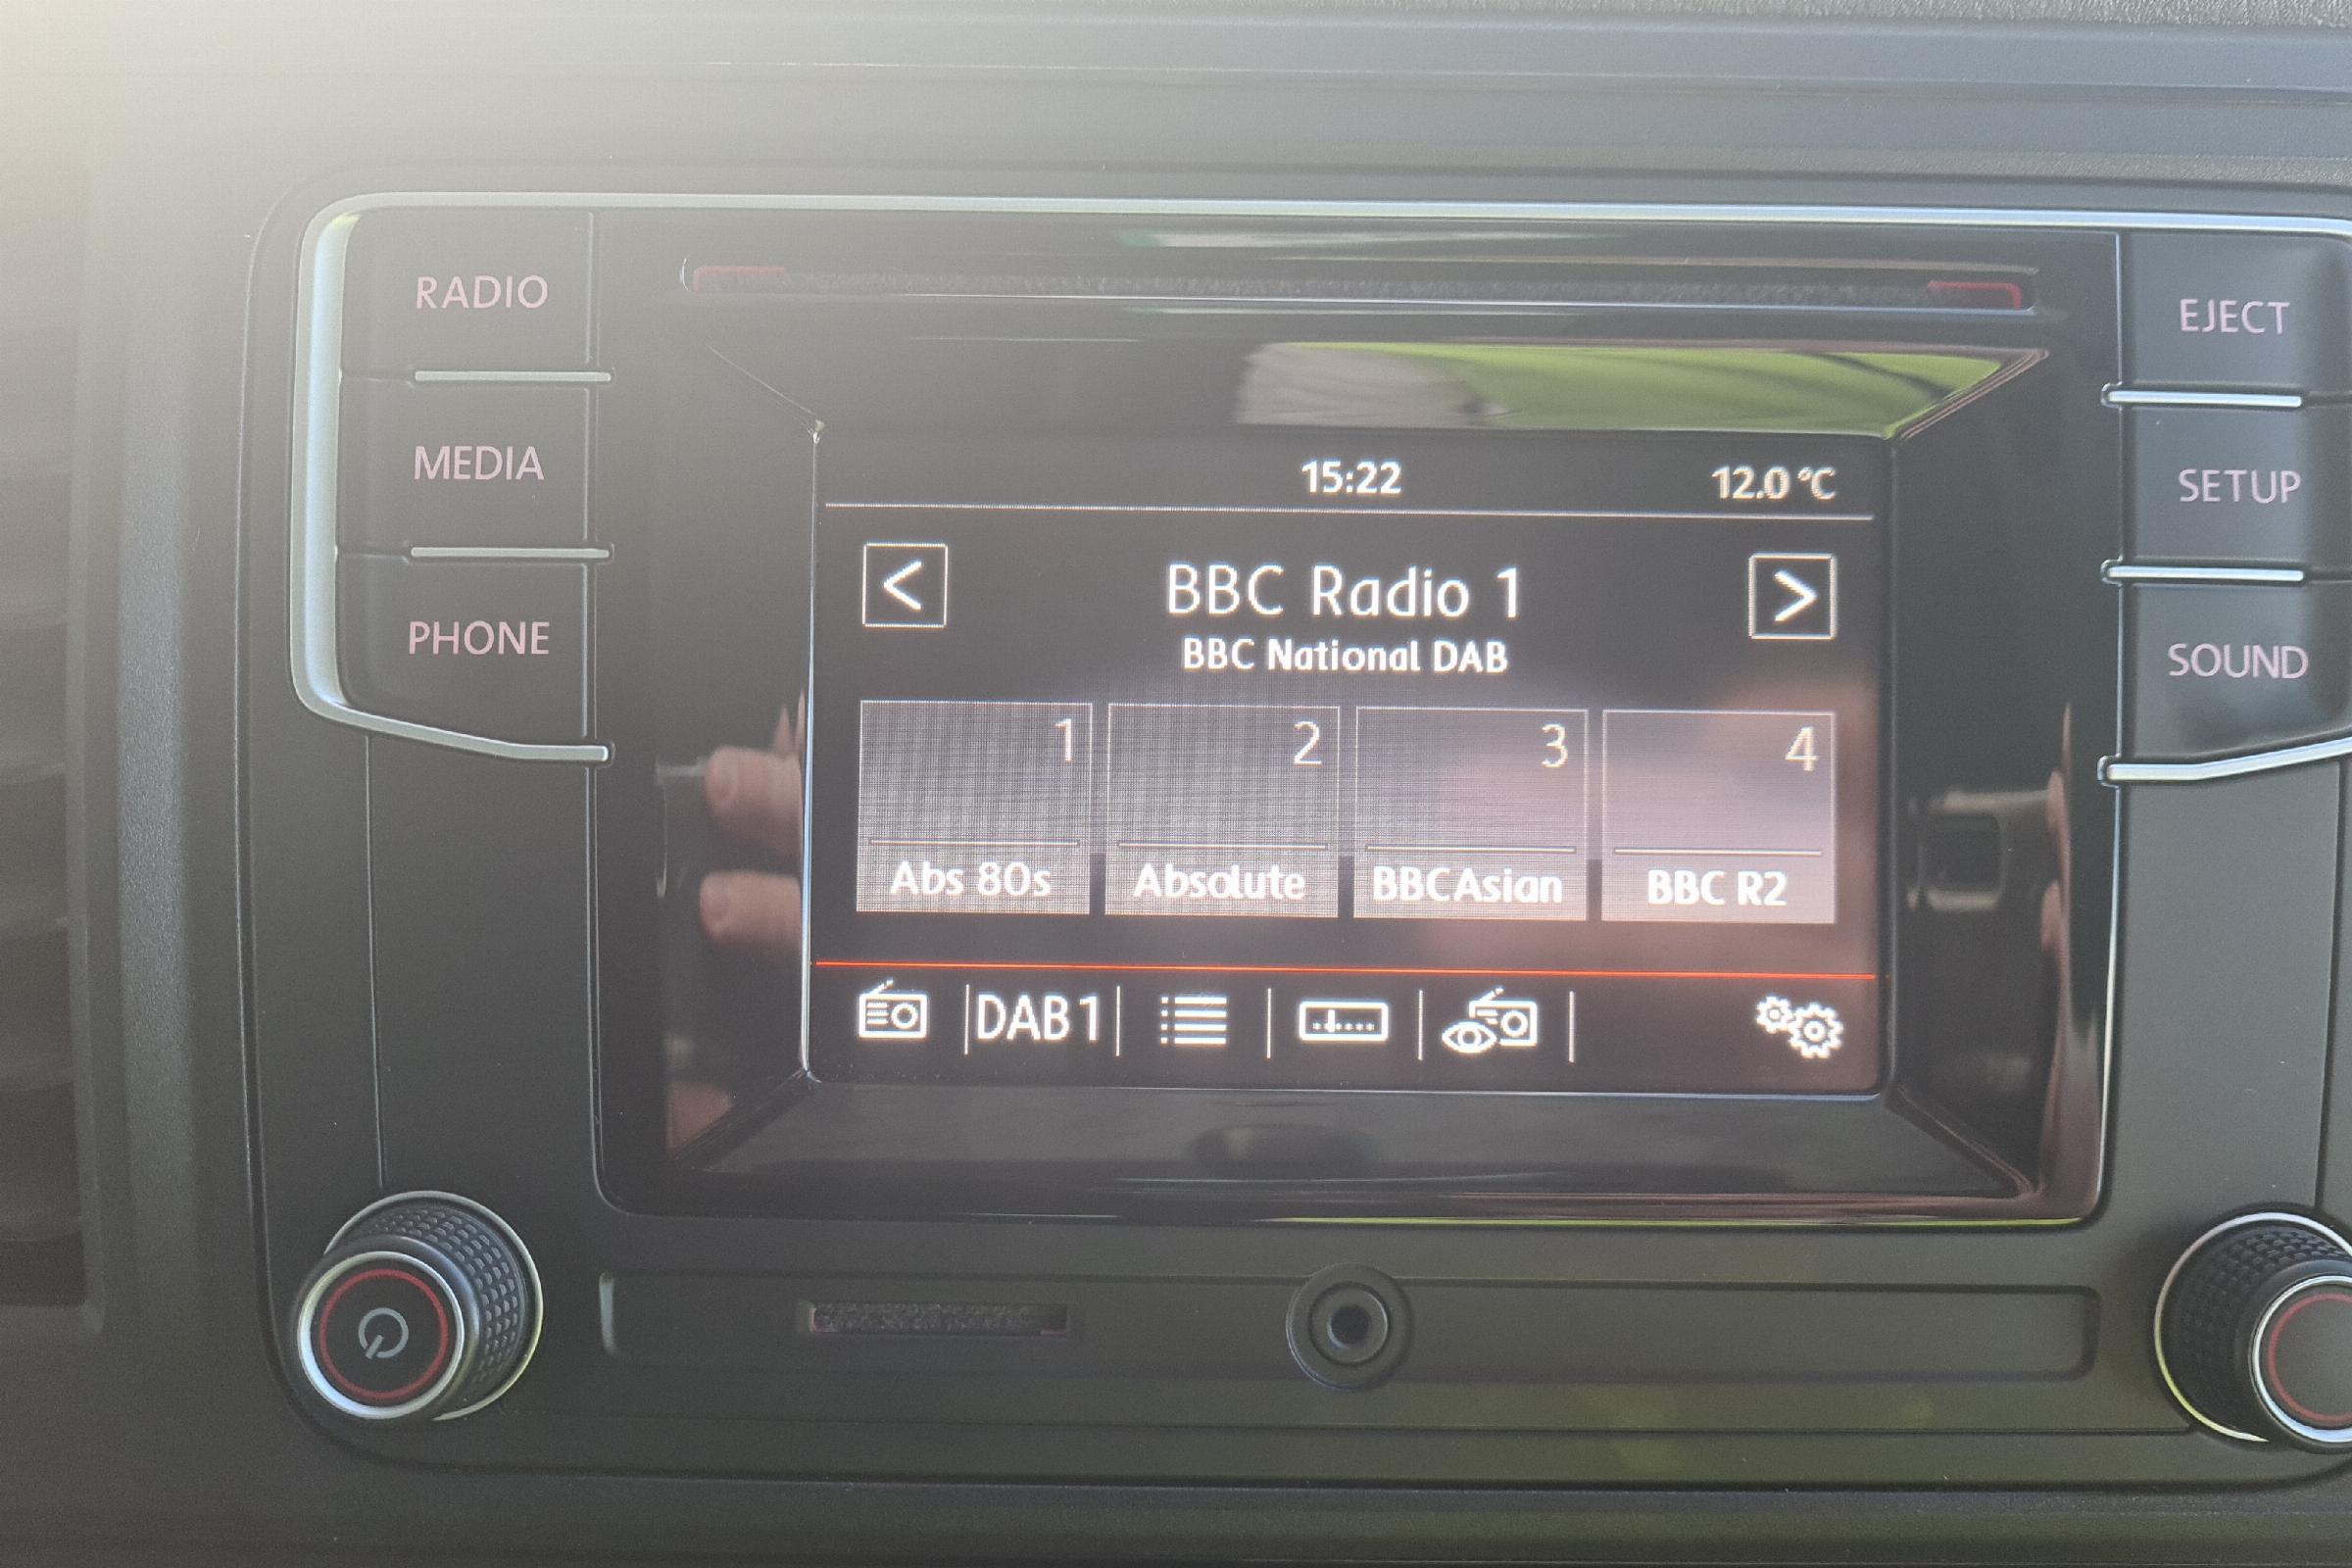 RADIO
MEDIA
PHONE
EJECT
SETUP
SOUND
15:22 12.0 °C
< BBC Radio 1 >
BBC National DAB
1 2 3 4
Abs 80s Absolute BBCAsian BBC R2
DAB1